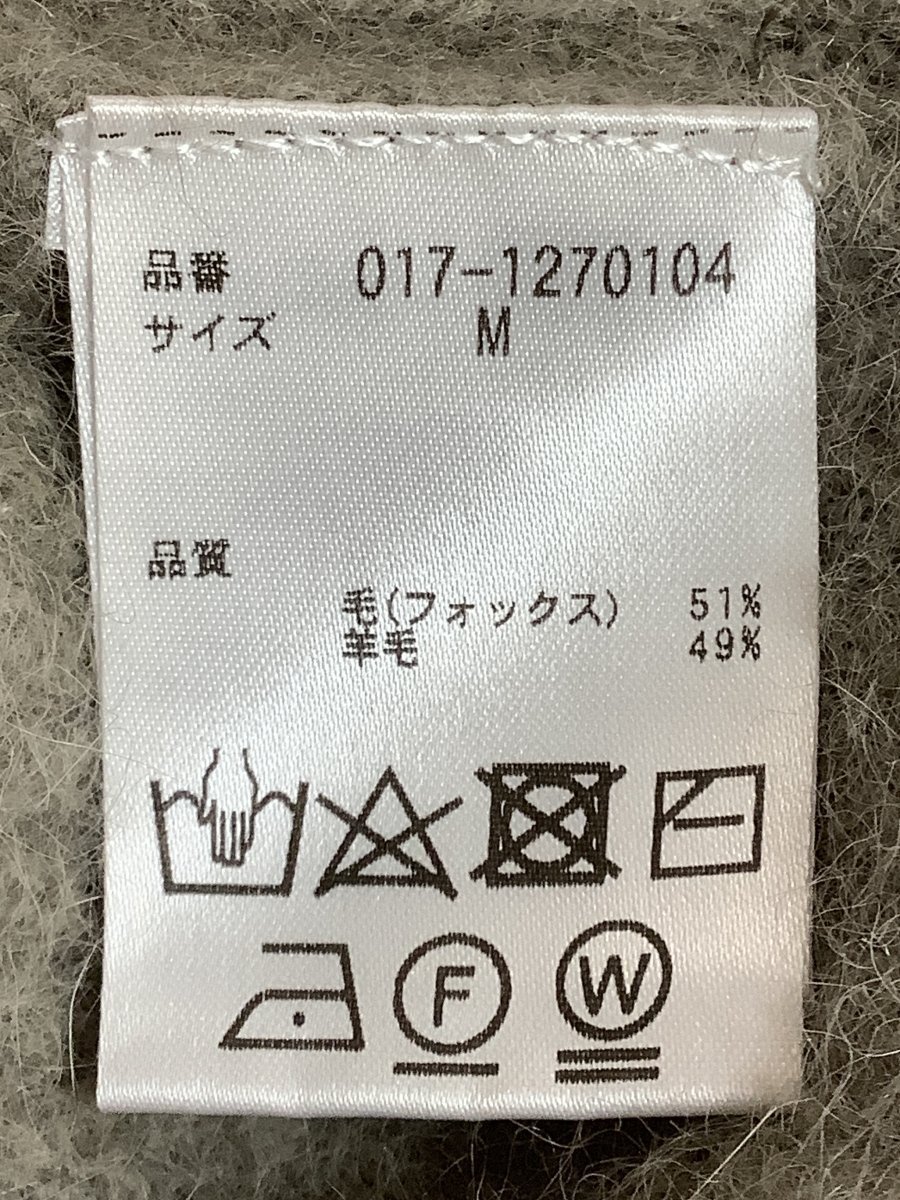 品番 017-1270104
サイズ M
品質
毛(フォックス) 51%
羊毛 49%
F W